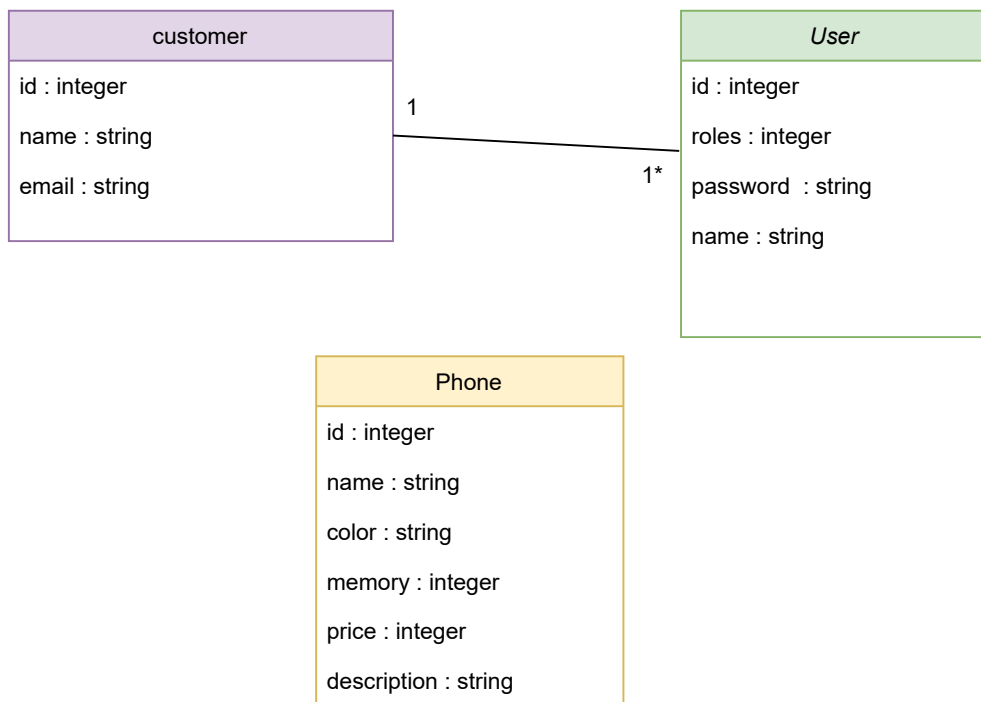 customer
id : integer
name : string
email : string
1
1*
User
id : integer
roles : integer
password  : string
name : string
Phone
id : integer
name : string
color : string
memory : integer
price : integer
description : string